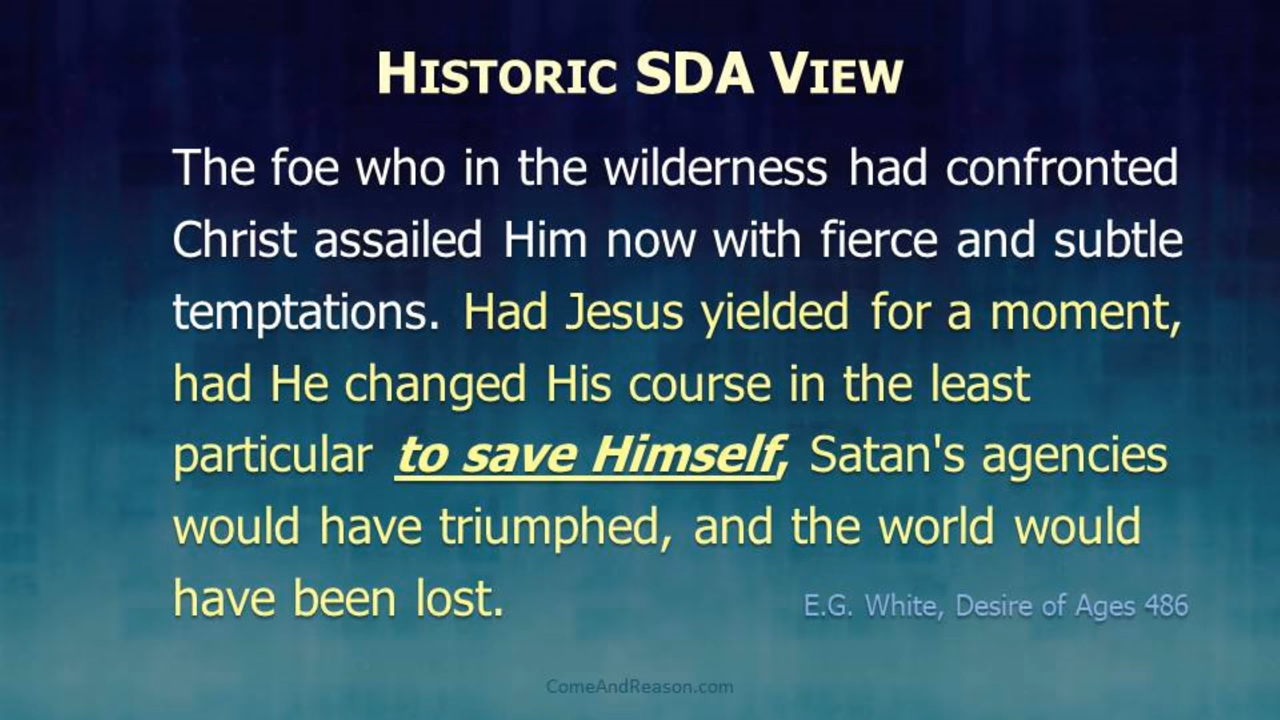 HISTORIC SDA VIEW
The foe who in the wilderness had confronted
Christ assailed Him now with fierce and subtle
temptations. Had Jesus yielded for a moment,
had He changed His course in the least
particular to save Himself, Satan's agencies
would have triumphed, and the world would
have been lost.
E.G. White, Desire of Ages 486
ComeAndReason.com